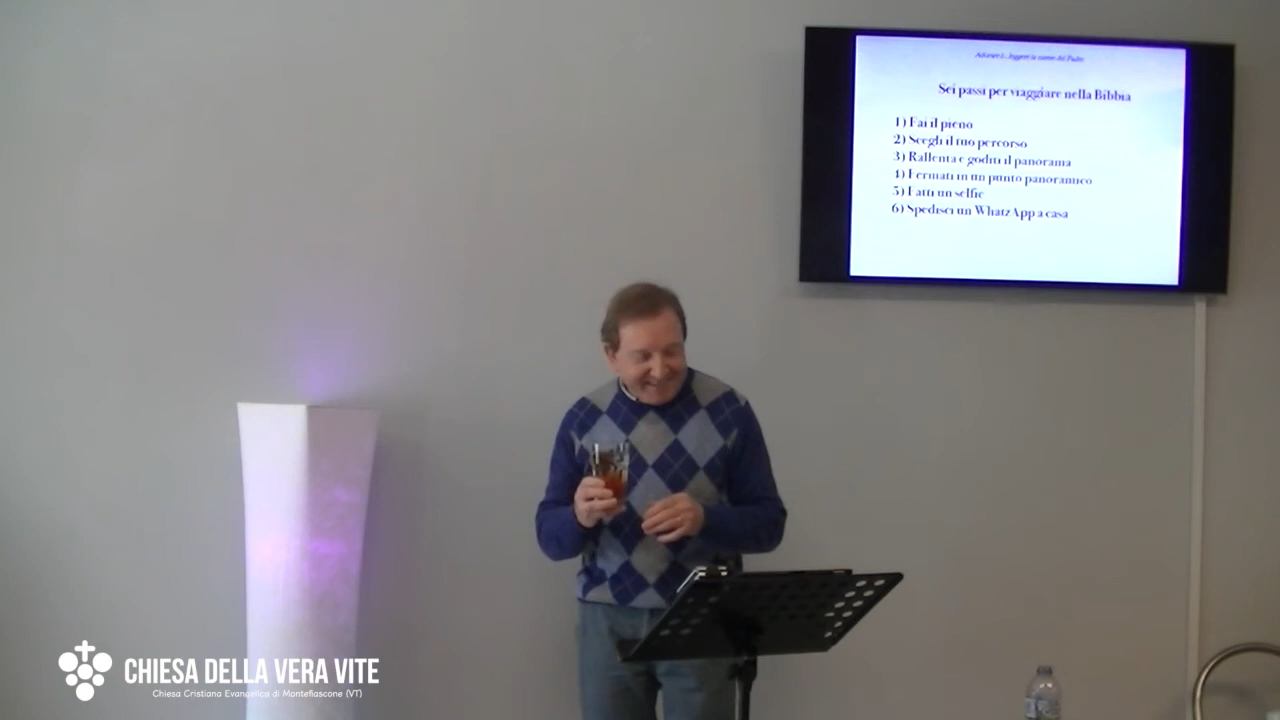 Sei passi per viaggiare nella Bibbia
1) Fai il pieno
2) Scegli il tuo percorso
3) Rallenta e goditi il panorama
4) Fermati in un punto panoramico
5) Fatti un selfie
6) Spedisci un WhatzApp a casa
CHIESA DELLA VERA VITE
Chiesa Cristiana Evangelica di Montefiascone (VT)